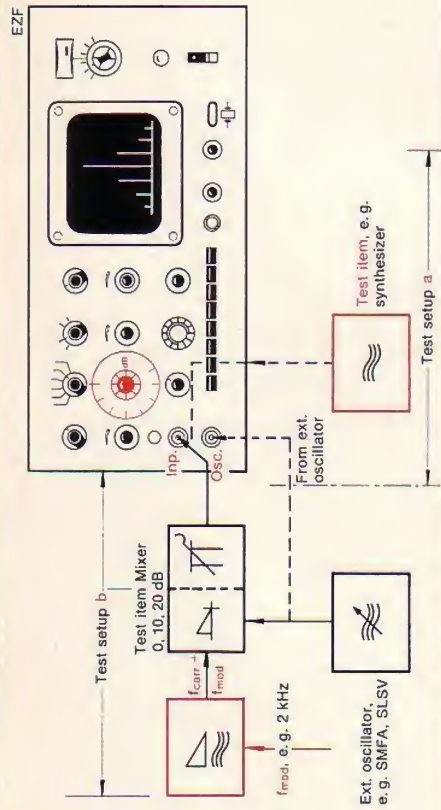 EZF
Test setup b
Test item Mixer
0, 10, 20 dB
fcarr +
fmod
fmod, e. g. 2 kHz
Ext. oscillator,
e. g. SMFA, SLSV
Inp.
Osc.
dB
From ext.
oscillator
Test item, e. g.
synthesizer
Test setup a